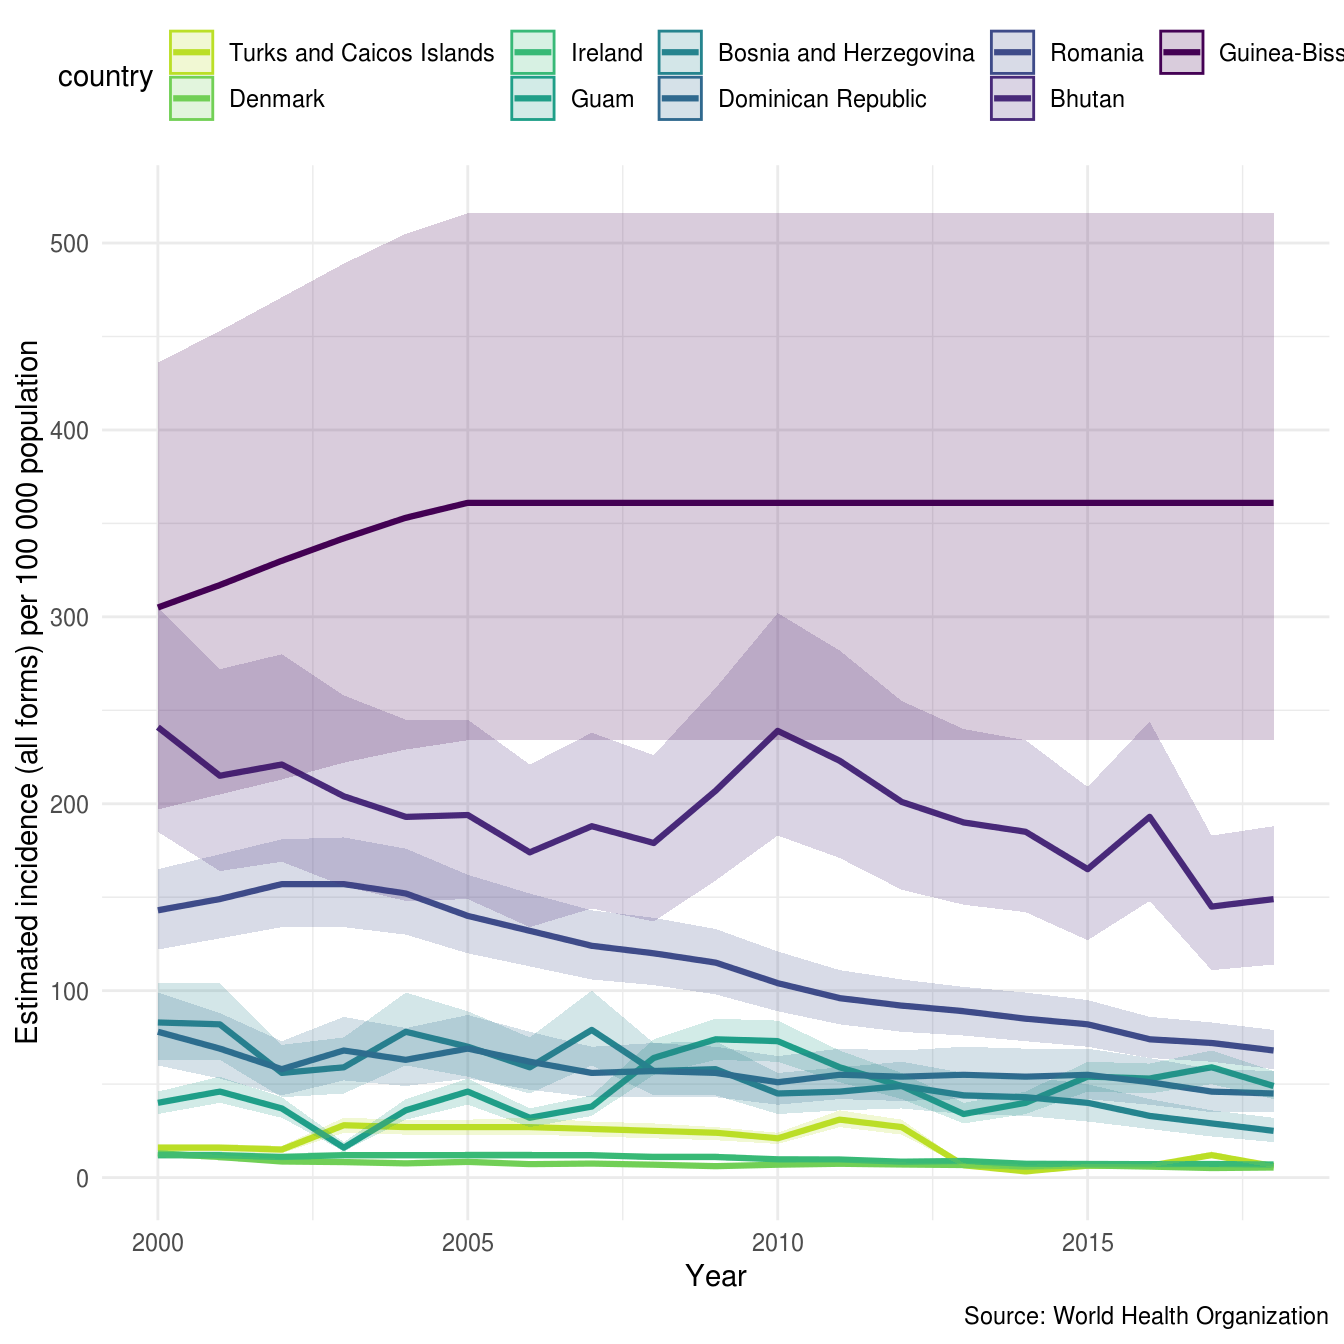 country
Turks and Caicos Islands
Ireland
Bosnia and Herzegovina
Romania
Guinea-Biss
Denmark
Guam
Dominican Republic
Bhutan
Estimated incidence (all forms) per 100 000 population
500
400
300
200
100
0
2000
2005
2010
2015
Year
Source: World Health Organization